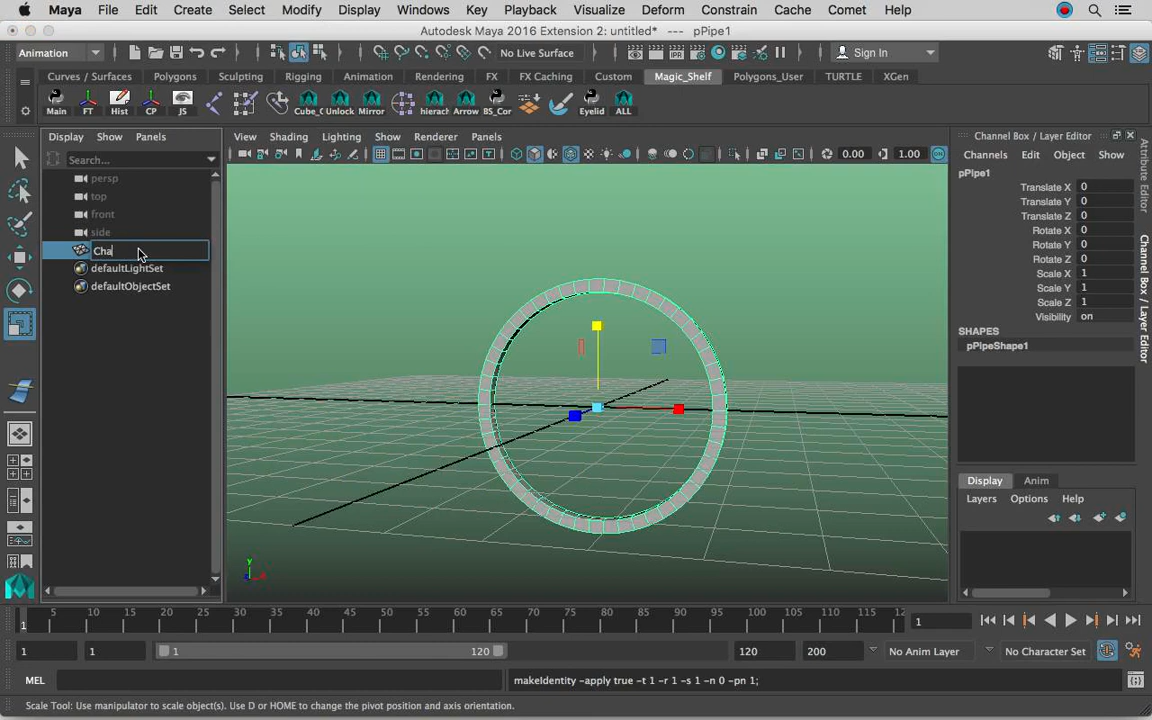 Maya File Edit Create Select Modify Display Windows Key Playback Visualize Deform Constrain Cache Comet Help
Autodesk Maya 2016 Extension 2: untitled* --- pPipe1
Animation No Live Surface Sign In
Curves / Surfaces Polygons Sculpting Rigging Animation Rendering FX FX Caching Custom Magic_Shelf Polygons_User TURTLE XGen
Main FT Hist CP JS Cube_C Unlock Mirror hierarch Arrow BS_Cor Eyelid ALL
Display Show Panels
Search...
persp
top
front
side
Cha
defaultLightSet
defaultObjectSet
View Shading Lighting Show Renderer Panels
0.00 1.00 ON
y
Channel Box / Layer Editor
Channels Edit Object Show
pPipe1
Translate X 0
Translate Y 0
Translate Z 0
Rotate X 0
Rotate Y 0
Rotate Z 0
Scale X 1
Scale Y 1
Scale Z 1
Visibility on
SHAPES
pPipeShape1
Display Anim
Layers Options Help
Attribute Editor
Channel Box / Layer Editor
1 5 10 15 20 25 30 35 40 45 50 55 60 65 70 75 80 85 90 95 100 105 110 115 12
1
1 1 1 120 120 200 No Anim Layer No Character Set
MEL makeIdentity -apply true -t 1 -r 1 -s 1 -n 0 -pn 1;
Scale Tool: Use manipulator to scale object(s). Use D or HOME to change the pivot position and axis orientation.